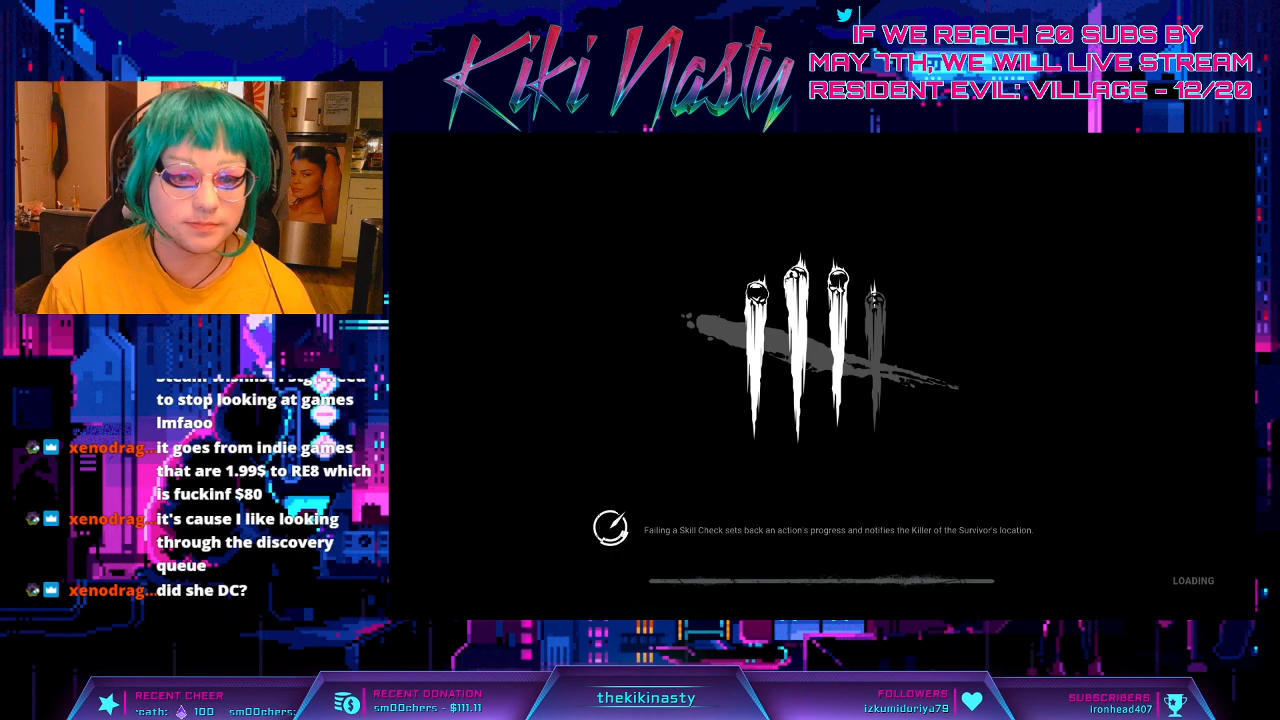 Kiki Nasty
IF WE REACH 20 SUBS BY
MAY 7TH, WE WILL LIVE STREAM
RESIDENT EVIL: VILLAGE - 12/20
to stop looking at games
lmfaoo
xenodrag... it goes from indie games
that are 1.99$ to RE8 which
is fuckinf $80
xenodrag... it's cause I like looking
through the discovery
queue
xenodrag... did she DC?
Failing a Skill Check sets back an action's progress and notifies the Killer of the Survivor's location.
LOADING
RECENT CHEER
100 sm00chers:
RECENT DONATION
sm00chers - $111.11
thekikinasty
FOLLOWERS
izkumidoriya79
SUBSCRIBERS
ironhead407